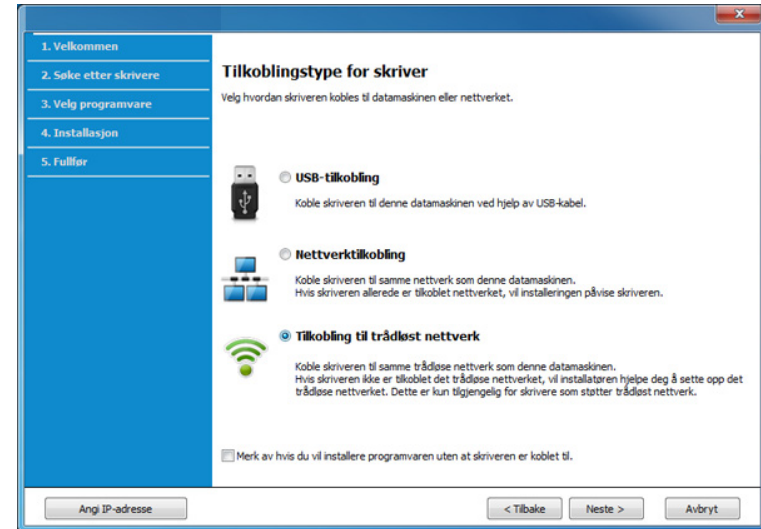 1. Velkommen
2. Søke etter skrivere
3. Velg programvare
4. Installasjon
5. Fullfør
Tilkoblingstype for skriver
Velg hvordan skriveren kobles til datamaskinen eller nettverket.
USB-tilkobling
Koble skriveren til denne datamaskinen ved hjelp av USB-kabel.
Nettverktilkobling
Koble skriveren til samme nettverk som denne datamaskinen.
Hvis skriveren allerede er tilkoblet nettverket, vil installeringen påvise skriveren.
Tilkobling til trådløst nettverk
Koble skriveren til samme trådløse nettverk som denne datamaskinen.
Hvis skriveren ikke er tilkoblet det trådløse nettverket, vil installatøren hjelpe deg å sette opp det
trådløse nettverket. Dette er kun tilgjengelig for skrivere som støtter trådløst nettverk.
Merk av hvis du vil installere programvaren uten at skriveren er koblet til.
Angi IP-adresse
< Tilbake
Neste >
Avbryt